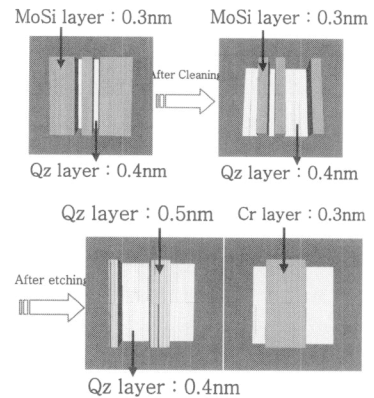 MoSi layer : 0.3nm MoSi layer : 0.3nm
After Cleaning
Qz layer : 0.4nm Qz layer : 0.4nm
Qz layer : 0.5nm Cr layer : 0.3nm
After etching
Qz layer : 0.4nm